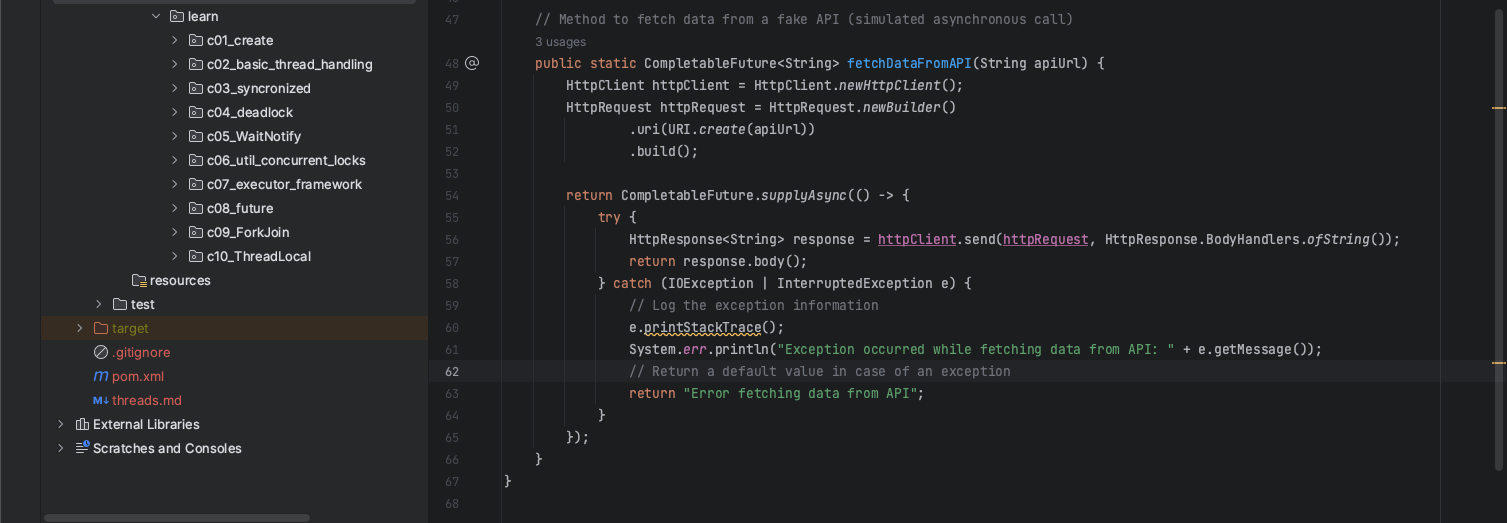 learn
c01_create
c02_basic_thread_handling
c03_syncronized
c04_deadlock
c05_WaitNotify
c06_util_concurrent_locks
c07_executor_framework
c08_future
c09_ForkJoin
c10_ThreadLocal
resources
test
target
.gitignore
m pom.xml
M↓ threads.md
External Libraries
Scratches and Consoles
47 // Method to fetch data from a fake API (simulated asynchronous call)
3 usages
48 @ public static CompletableFuture<String> fetchDataFromAPI(String apiUrl) {
49 HttpClient httpClient = HttpClient.newHttpClient();
50 HttpRequest httpRequest = HttpRequest.newBuilder()
51 .uri(URI.create(apiUrl))
52 .build();
53
54 return CompletableFuture.supplyAsync(() -> {
55 try {
56 HttpResponse<String> response = httpClient.send(httpRequest, HttpResponse.BodyHandlers.ofString());
57 return response.body();
58 } catch (IOException | InterruptedException e) {
59 // Log the exception information
60 e.printStackTrace();
61 System.err.println("Exception occurred while fetching data from API: " + e.getMessage());
62 // Return a default value in case of an exception
63 return "Error fetching data from API";
64 }
65 });
66 }
67 }
68